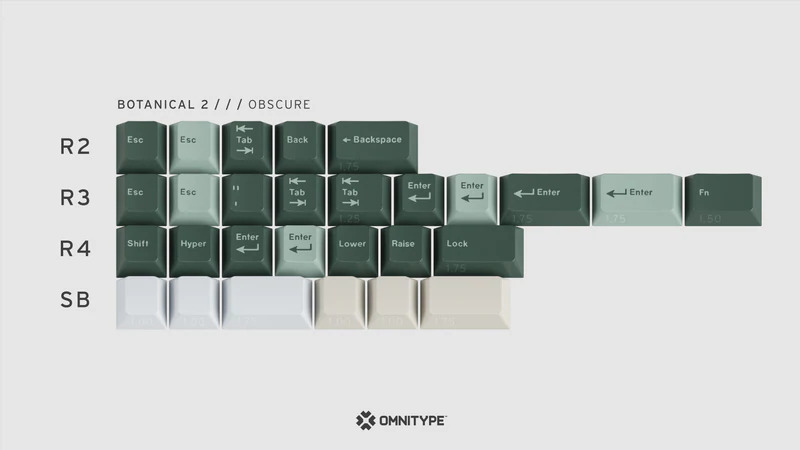 BOTANICAL 2 / / / OBSCURE
R2 Esc Esc Tab Back Backspace
1.75
R3 Esc Esc " ' Tab Tab Enter Enter Enter Enter Fn
1.25 1.75 1.75 1.50
R4 Shift Hyper Enter Enter Lower Raise Lock
1.75
SB
OMNITYPE